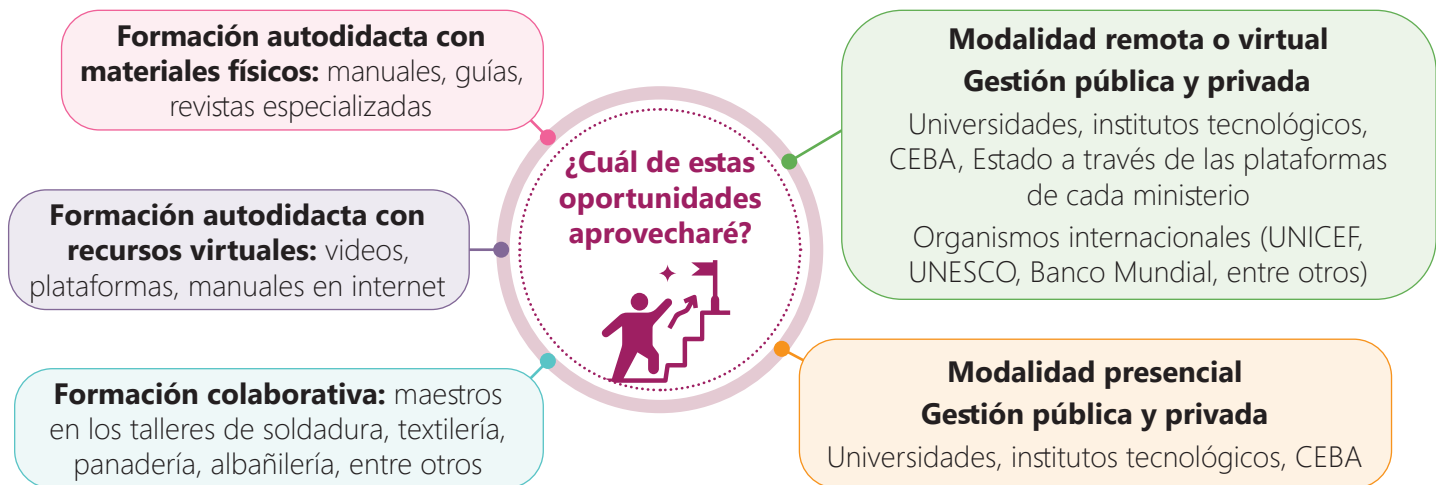 Formación autodidacta con
materiales físicos: manuales, guías,
revistas especializadas
Formación autodidacta con
recursos virtuales: videos,
plataformas, manuales en internet
Formación colaborativa: maestros
en los talleres de soldadura, textilería,
panadería, albañilería, entre otros
¿Cuál de estas
oportunidades
aprovecharé?
Modalidad remota o virtual
Gestión pública y privada
Universidades, institutos tecnológicos,
CEBA, Estado a través de las plataformas
de cada ministerio
Organismos internacionales (UNICEF,
UNESCO, Banco Mundial, entre otros)
Modalidad presencial
Gestión pública y privada
Universidades, institutos tecnológicos, CEBA